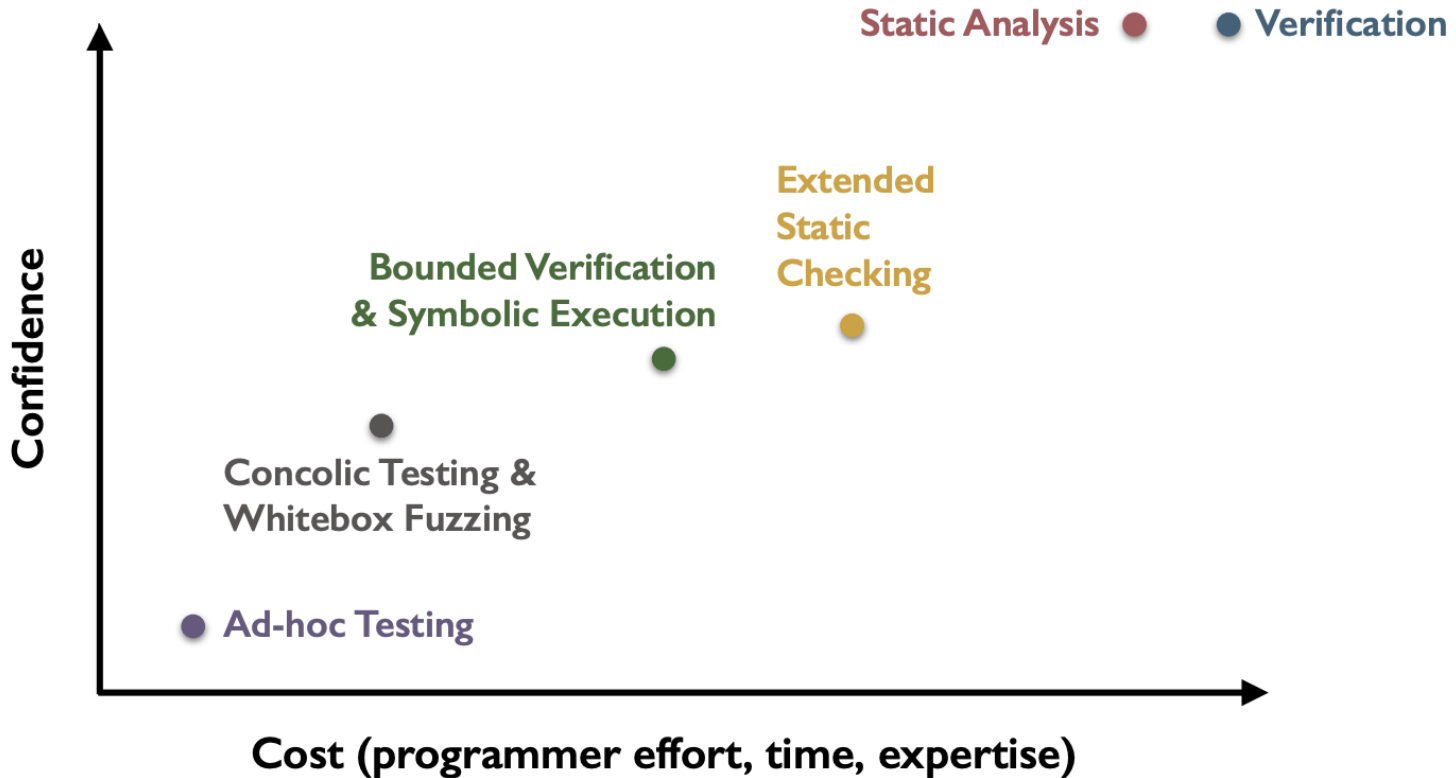 Static Analysis
Verification
Extended
Static
Checking
Bounded Verification
& Symbolic Execution
Confidence
Concolic Testing &
Whitebox Fuzzing
Ad-hoc Testing
Cost (programmer effort, time, expertise)